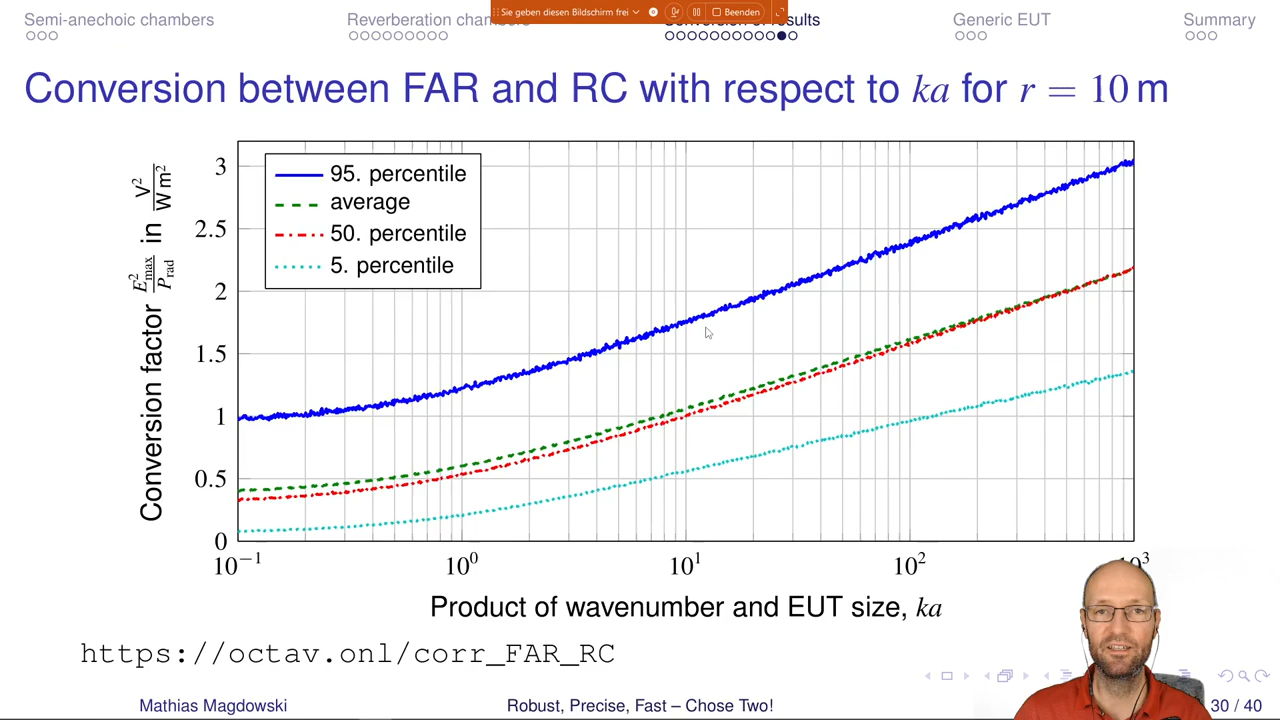 Sie geben diesen Bildschirm frei Beenden
Semi-anechoic chambers Reverberation cham Conversion of results Generic EUT Summary
Conversion between FAR and RC with respect to ka for r = 10 m
Conversion factor E²max/Prad in V²/W m²
3
2.5
2
1.5
1
0.5
0
95. percentile
average
50. percentile
5. percentile
10⁻¹ 10⁰ 10¹ 10² 10³
Product of wavenumber and EUT size, ka
https://octav.onl/corr_FAR_RC
Mathias Magdowski Robust, Precise, Fast – Chose Two! 30 / 40